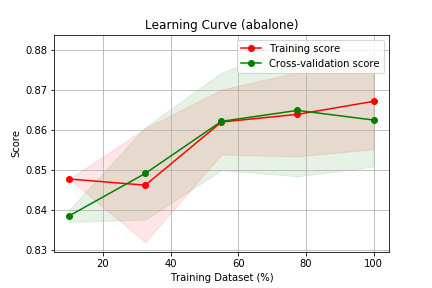 Learning Curve (abalone)
Training score
Cross-validation score
0.88
0.87
0.86
0.85
0.84
0.83
Score
20
40
60
80
100
Training Dataset (%)